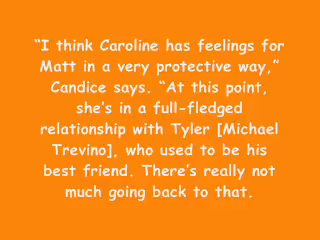 “I think Caroline has feelings for
Matt in a very protective way,”
Candice says. “At this point,
she’s in a full-fledged
relationship with Tyler [Michael
Trevino], who used to be his
best friend. There’s really not
much going back to that.